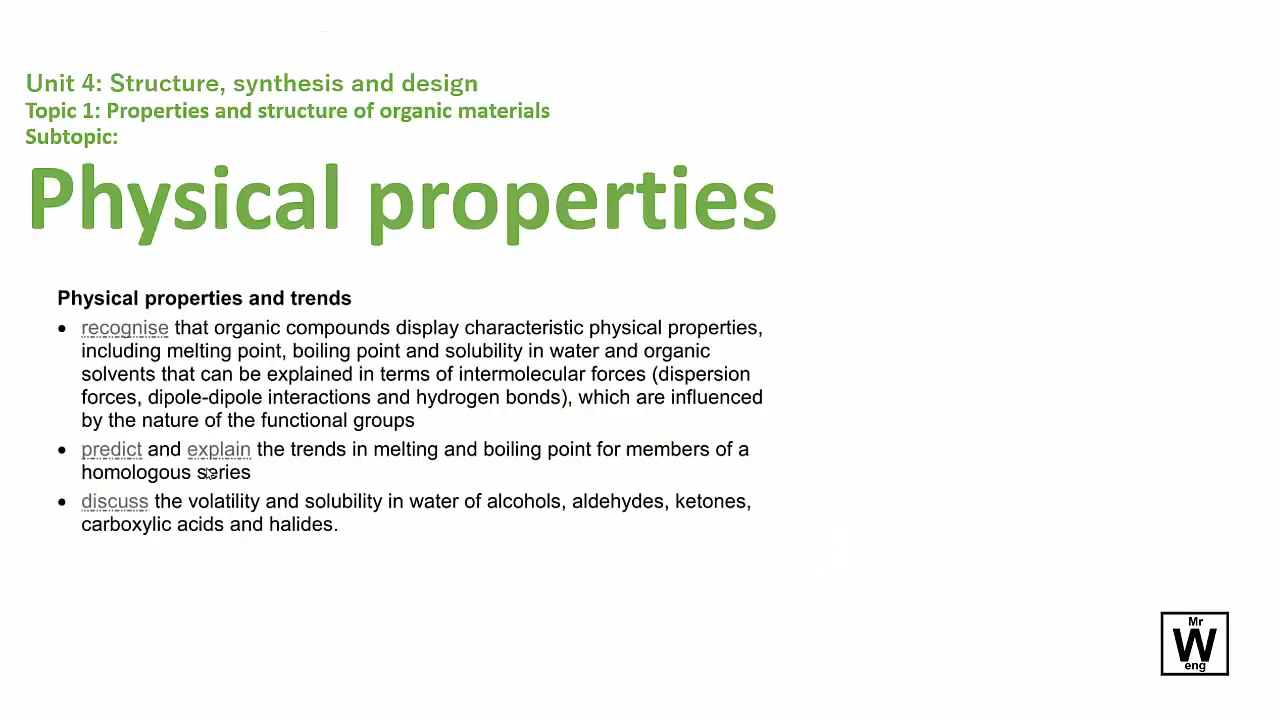 Unit 4: Structure, synthesis and design
Topic 1: Properties and structure of organic materials
Subtopic:
Physical properties
Physical properties and trends
• recognise that organic compounds display characteristic physical properties,
including melting point, boiling point and solubility in water and organic
solvents that can be explained in terms of intermolecular forces (dispersion
forces, dipole-dipole interactions and hydrogen bonds), which are influenced
by the nature of the functional groups
• predict and explain the trends in melting and boiling point for members of a
homologous series
• discuss the volatility and solubility in water of alcohols, aldehydes, ketones,
carboxylic acids and halides.
Mr
W
eng